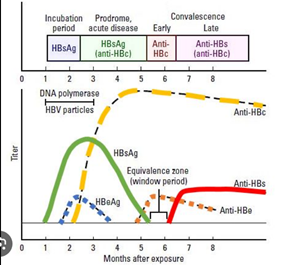 Incubation period
Prodrome, acute disease
Convalescence
Early
Late
HBsAg
HBsAg (anti-HBc)
Anti-HBc
Anti-HBs (anti-HBc)
0 1 2 3 4 5 6 7 8
DNA polymerase
HBV particles
Anti-HBc
HBsAg
Equivalence zone
(window period)
HBeAg
Anti-HBs
Anti-HBe
Titer
0 1 2 3 4 5 6 7 8
Months after exposure